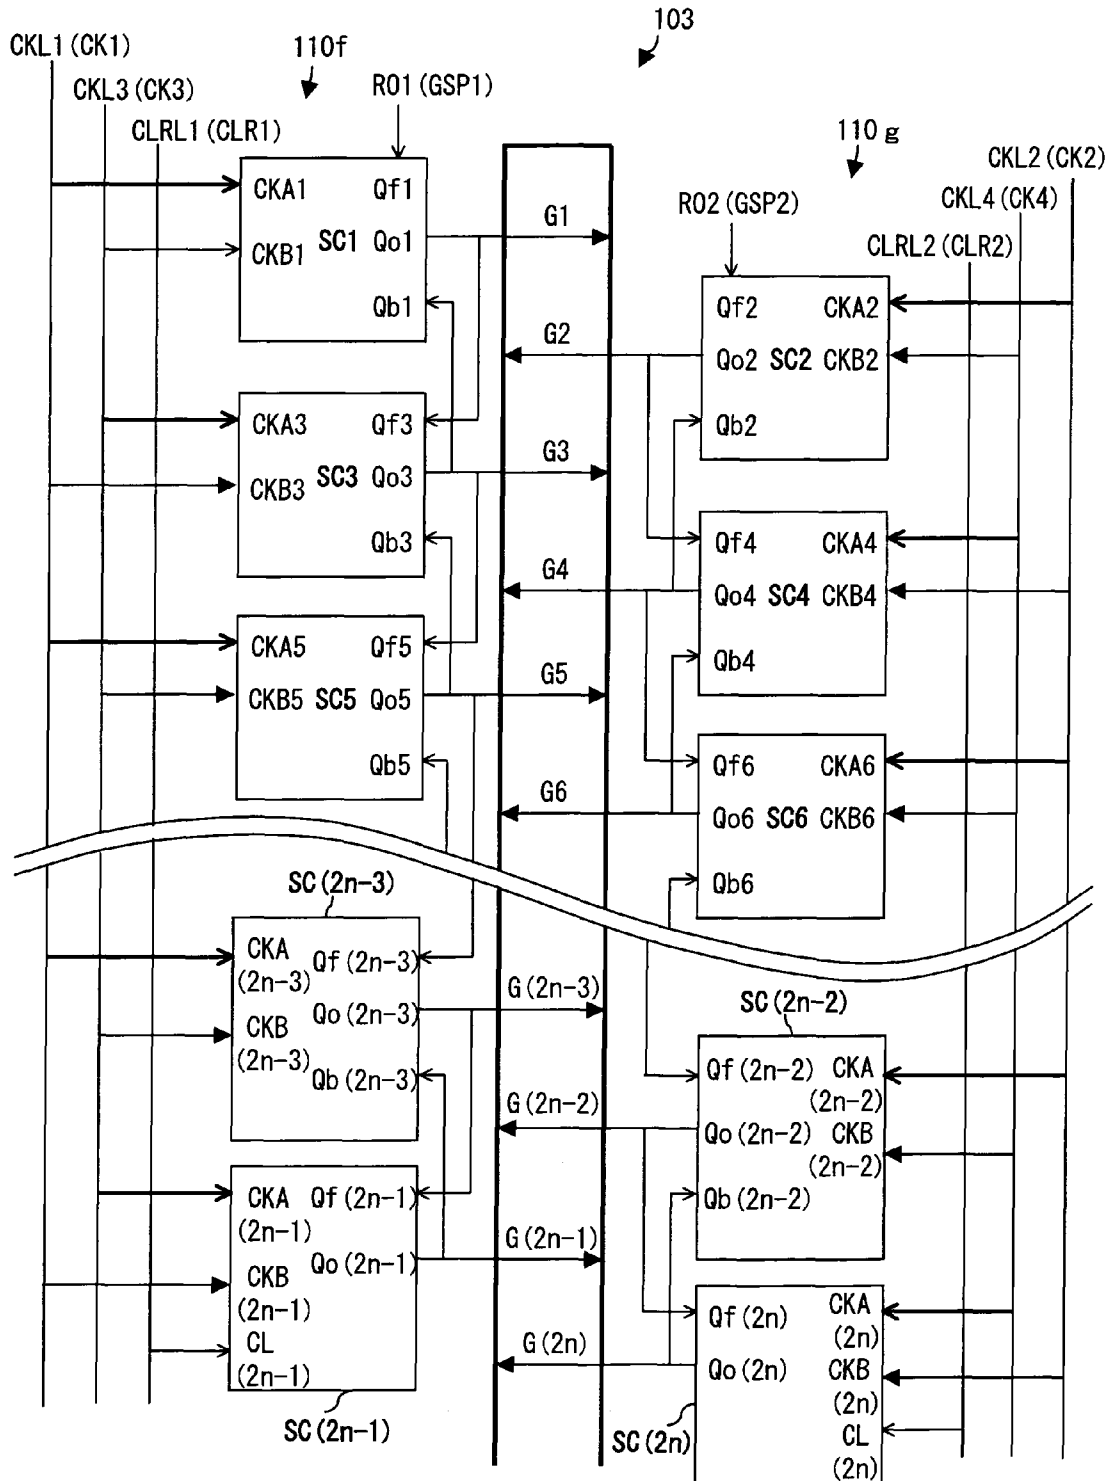 103
CKL1(CK1)
110f
CKL3(CK3)
RO1(GSP1)
CLRL1(CLR1)
110g
CKL2(CK2)
RO2(GSP2)
CKL4(CK4)
CLRL2(CLR2)
CKA1 Qf1
CKB1 SC1 Qo1
Qb1
G1
Qf2 CKA2
Qo2 SC2 CKB2
Qb2
G2
CKA3 Qf3
CKB3 SC3 Qo3
Qb3
G3
Qf4 CKA4
Qo4 SC4 CKB4
Qb4
G4
CKA5 Qf5
CKB5 SC5 Qo5
Qb5
G5
Qf6 CKA6
Qo6 SC6 CKB6
Qb6
G6
SC(2n-3)
CKA Qf(2n-3)
(2n-3)
Qo(2n-3)
CKB
(2n-3)
Qb(2n-3)
G(2n-3)
SC(2n-2)
Qf(2n-2) CKA
(2n-2)
Qo(2n-2) CKB
(2n-2)
Qb(2n-2)
G(2n-2)
CKA Qf(2n-1)
(2n-1)
Qo(2n-1)
CKB
(2n-1)
CL
(2n-1)
G(2n-1)
SC(2n-1)
Qf(2n) CKA
(2n)
Qo(2n) CKB
(2n)
CL
(2n)
G(2n)
SC(2n)